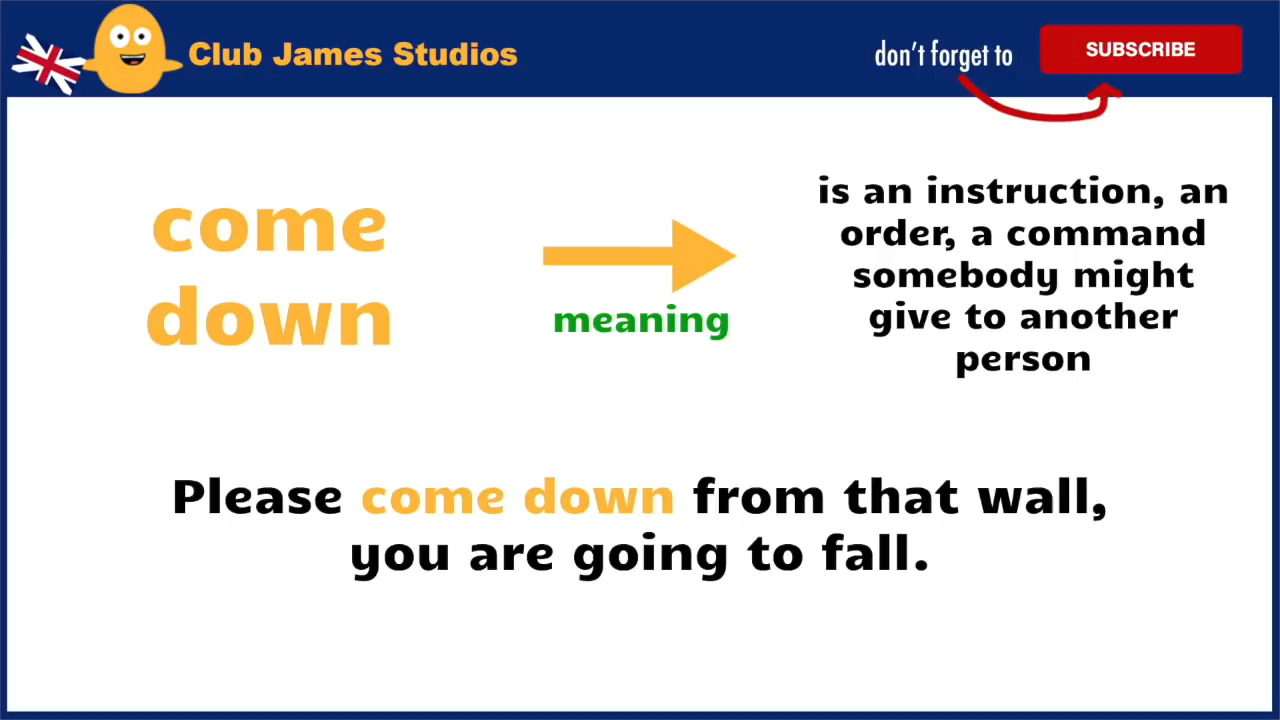 Club James Studios
don't forget to
SUBSCRIBE
come
down
meaning
is an instruction, an
order, a command
somebody might
give to another
person
Please come down from that wall,
you are going to fall.